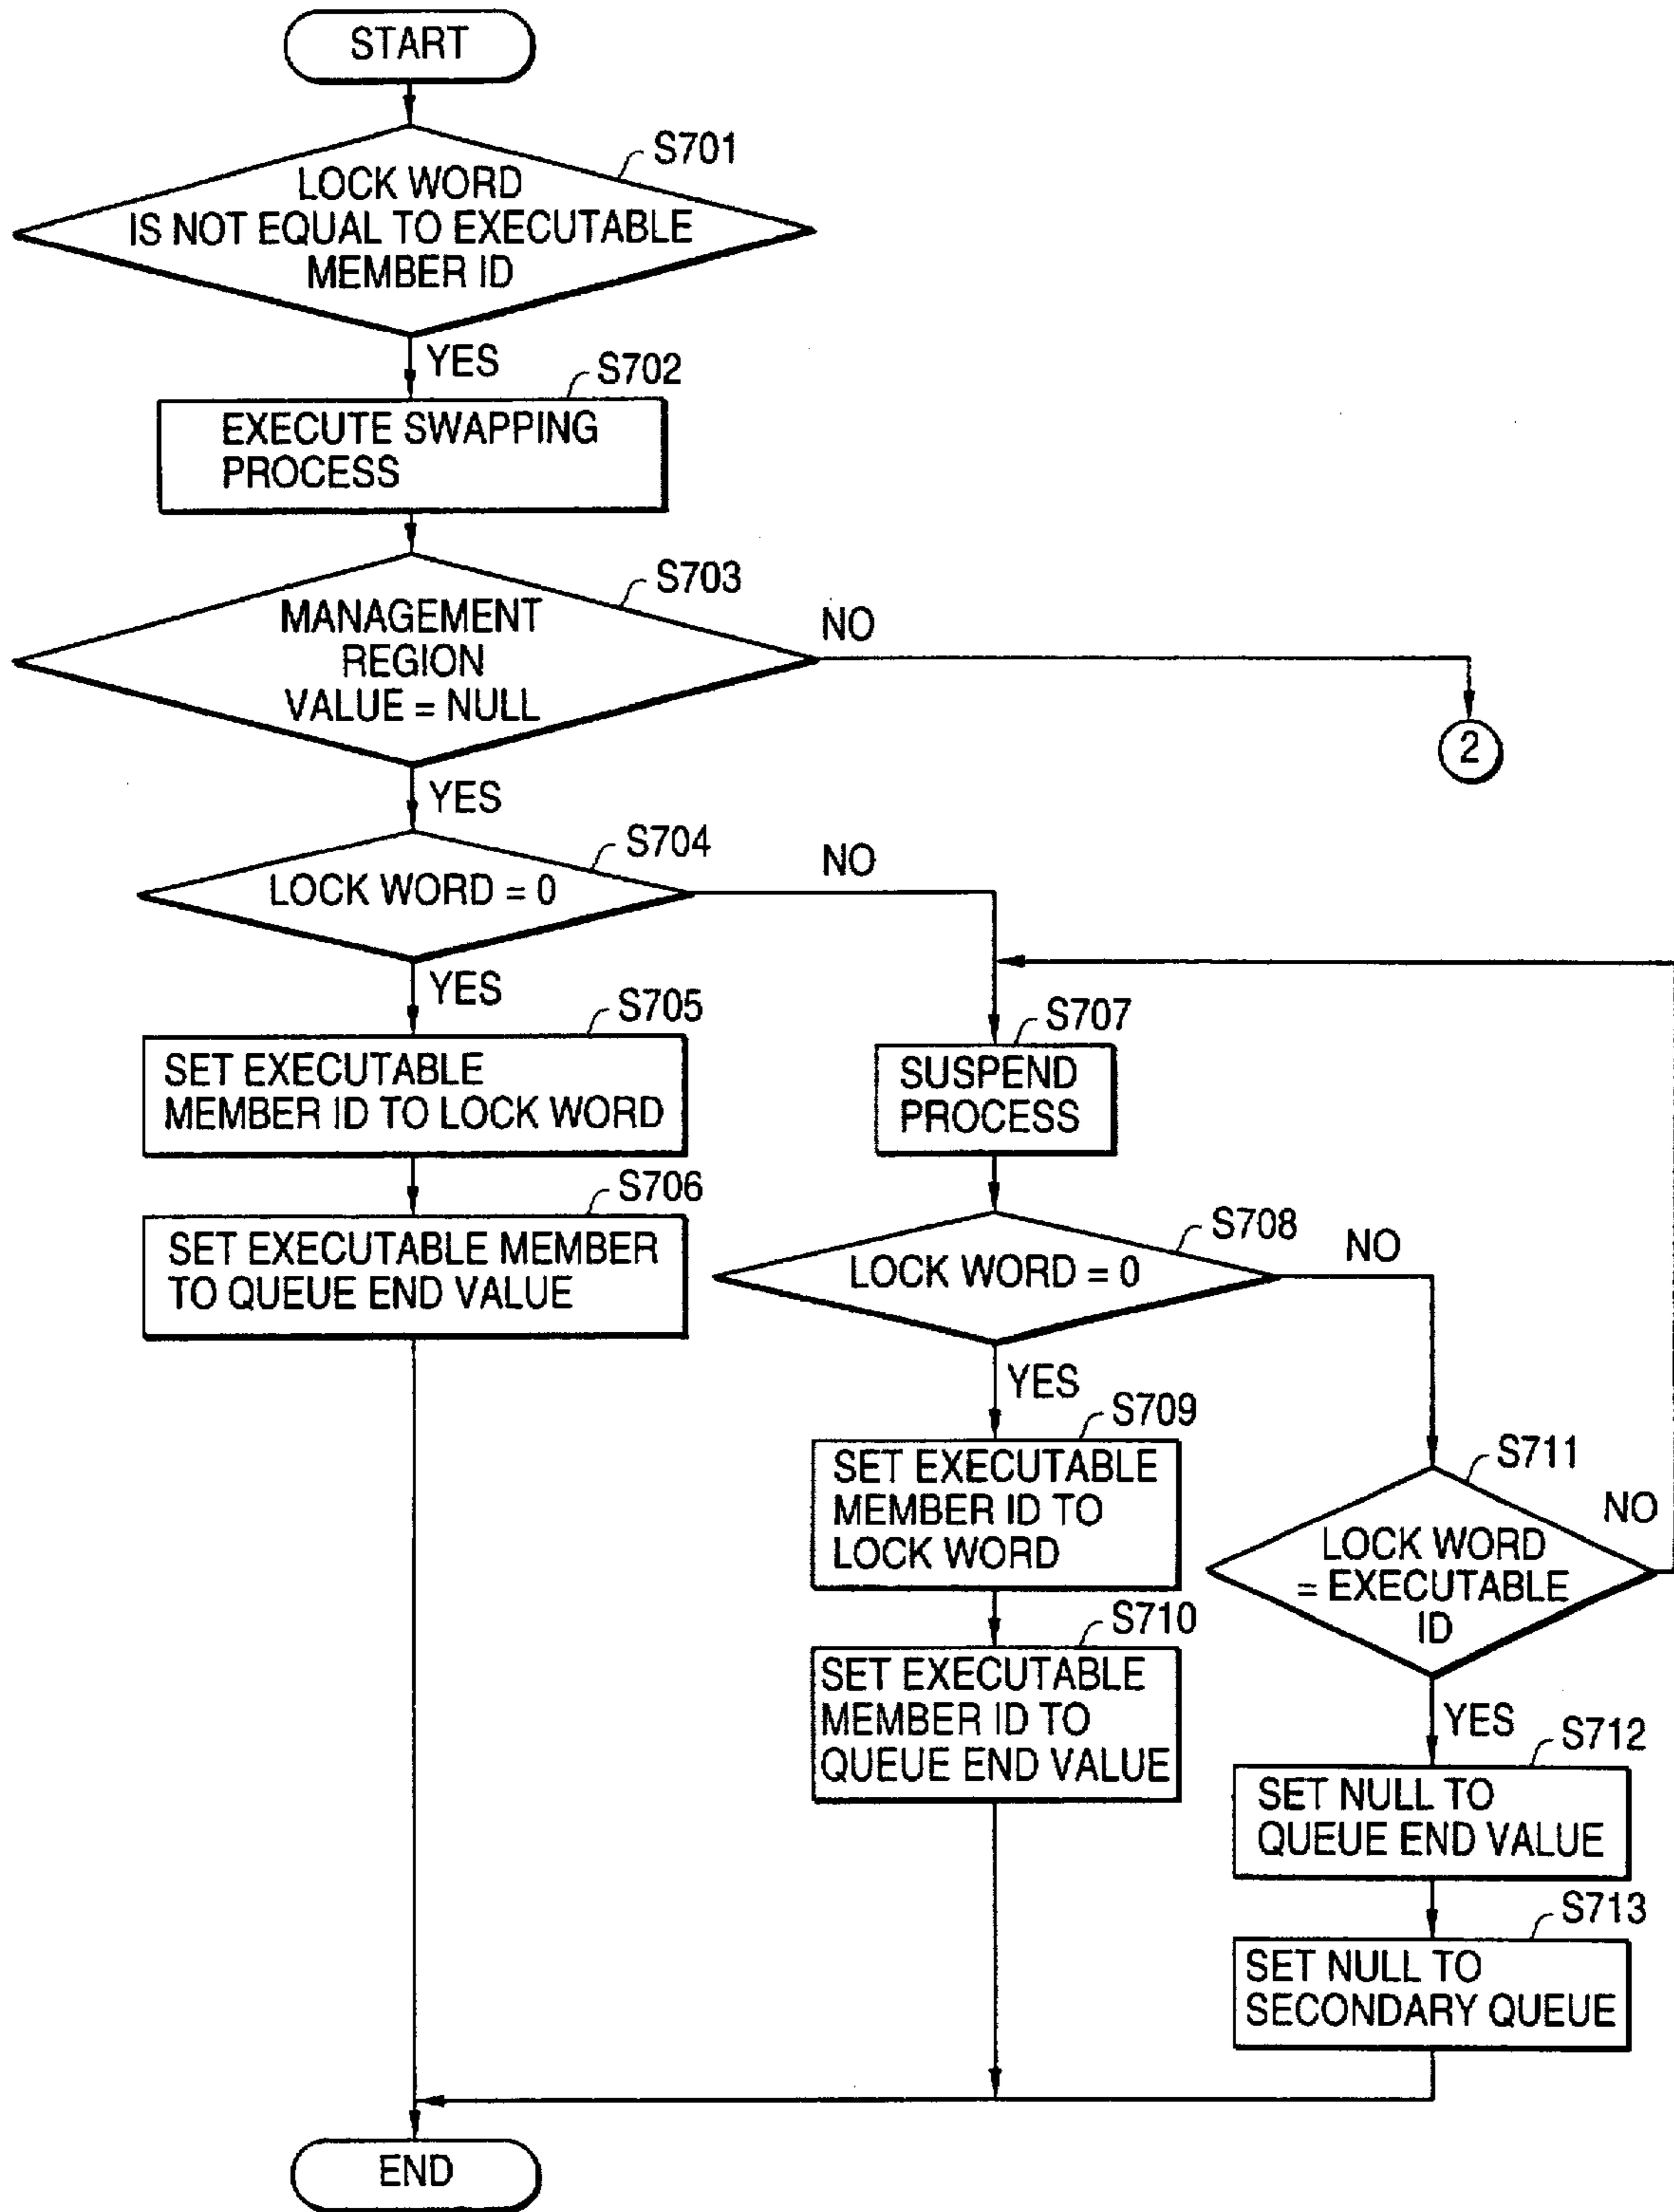 START
S701
LOCK WORD
IS NOT EQUAL TO EXECUTABLE
MEMBER ID
YES
S702
EXECUTE SWAPPING
PROCESS
S703
MANAGEMENT
REGION
VALUE = NULL
NO
2
YES
S704
LOCK WORD = 0
NO
YES
S705
SET EXECUTABLE
MEMBER ID TO LOCK WORD
S706
SET EXECUTABLE MEMBER
TO QUEUE END VALUE
S707
SUSPEND
PROCESS
S708
LOCK WORD = 0
NO
YES
S709
SET EXECUTABLE
MEMBER ID TO
LOCK WORD
S710
SET EXECUTABLE
MEMBER ID TO
QUEUE END VALUE
S711
LOCK WORD
= EXECUTABLE
ID
NO
YES
S712
SET NULL TO
QUEUE END VALUE
S713
SET NULL TO
SECONDARY QUEUE
END